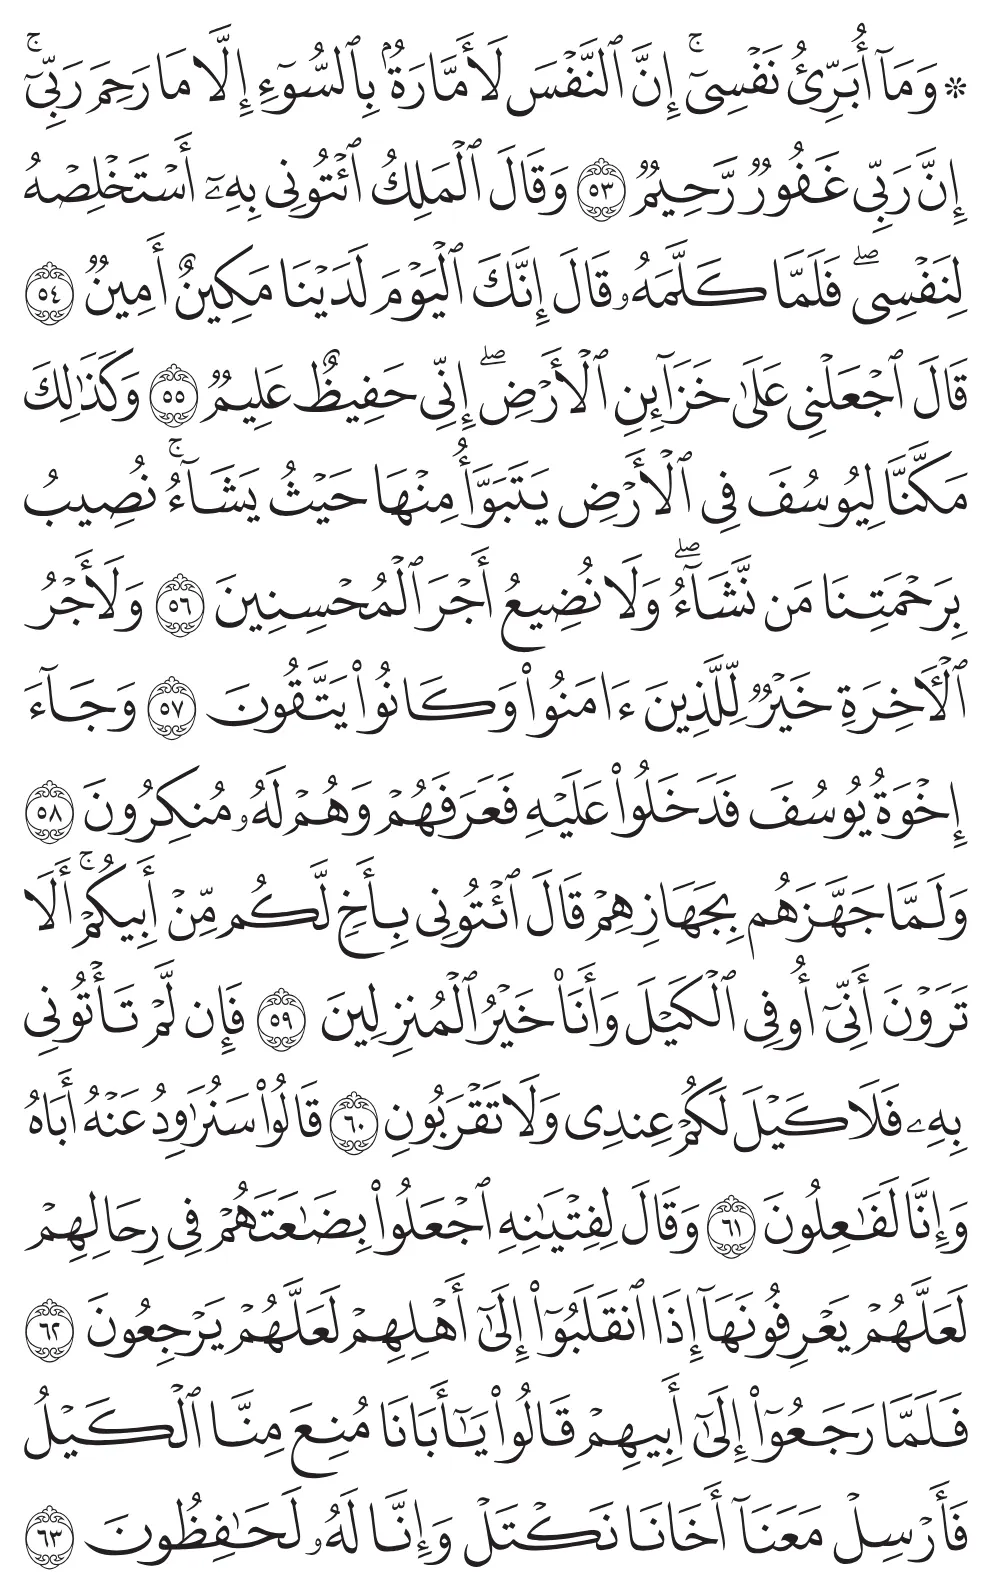 ۞ وَمَآ أُبَرِّئُ نَفْسِىٓ ۚ إِنَّ ٱلنَّفْسَ لَأَمَّارَةٌۢ بِٱلسُّوٓءِ إِلَّا مَا رَحِمَ رَبِّىٓ ۚ
إِنَّ رَبِّى غَفُورٌ رَّحِيمٌ ﴿٥٣﴾ وَقَالَ ٱلْمَلِكُ ٱئْتُونِى بِهِۦٓ أَسْتَخْلِصْهُ
لِنَفْسِى ۖ فَلَمَّا كَلَّمَهُۥ قَالَ إِنَّكَ ٱلْيَوْمَ لَدَيْنَا مَكِينٌ أَمِينٌ ﴿٥٤﴾
قَالَ ٱجْعَلْنِى عَلَىٰ خَزَآئِنِ ٱلْأَرْضِ ۖ إِنِّى حَفِيظٌ عَلِيمٌ ﴿٥٥﴾ وَكَذَٰلِكَ
مَكَّنَّا لِيُوسُفَ فِى ٱلْأَرْضِ يَتَبَوَّأُ مِنْهَا حَيْثُ يَشَآءُ ۚ نُصِيبُ
بِرَحْمَتِنَا مَن نَّشَآءُ ۖ وَلَا نُضِيعُ أَجْرَ ٱلْمُحْسِنِينَ ﴿٥٦﴾ وَلَأَجْرُ
ٱلْـَٔاخِرَةِ خَيْرٌ لِّلَّذِينَ ءَامَنُوا۟ وَكَانُوا۟ يَتَّقُونَ ﴿٥٧﴾ وَجَآءَ
إِخْوَةُ يُوسُفَ فَدَخَلُوا۟ عَلَيْهِ فَعَرَفَهُمْ وَهُمْ لَهُۥ مُنكِرُونَ ﴿٥٨﴾
وَلَمَّا جَهَّزَهُم بِجَهَازِهِمْ قَالَ ٱئْتُونِى بِأَخٍ لَّكُم مِّنْ أَبِيكُمْ ۚ أَلَا
تَرَوْنَ أَنِّىٓ أُوفِى ٱلْكَيْلَ وَأَنَا۠ خَيْرُ ٱلْمُنزِلِينَ ﴿٥٩﴾ فَإِن لَّمْ تَأْتُونِى
بِهِۦ فَلَا كَيْلَ لَكُمْ عِندِى وَلَا تَقْرَبُونِ ﴿٦٠﴾ قَالُوا۟ سَنُرَٰوِدُ عَنْهُ أَبَاهُ
وَإِنَّا لَفَـٰعِلُونَ ﴿٦١﴾ وَقَالَ لِفِتْيَـٰنِهِ ٱجْعَلُوا۟ بِضَـٰعَتَهُمْ فِى رِحَالِهِمْ
لَعَلَّهُمْ يَعْرِفُونَهَآ إِذَا ٱنقَلَبُوٓا۟ إِلَىٰٓ أَهْلِهِمْ لَعَلَّهُمْ يَرْجِعُونَ ﴿٦٢﴾
فَلَمَّا رَجَعُوٓا۟ إِلَىٰٓ أَبِيهِمْ قَالُوا۟ يَـٰٓأَبَانَا مُنِعَ مِنَّا ٱلْكَيْلُ
فَأَرْسِلْ مَعَنَآ أَخَانَا نَكْتَلْ وَإِنَّا لَهُۥ لَحَـٰفِظُونَ ﴿٦٣﴾